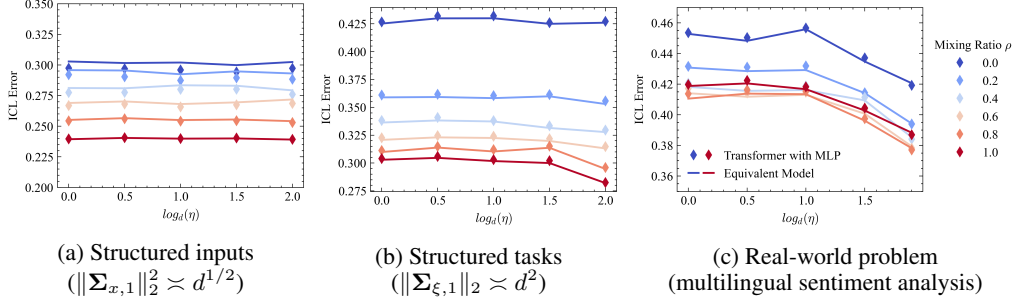 0.350
0.325
0.300
0.275
0.250
0.225
0.200
ICL Error
0.0 0.5 1.0 1.5 2.0
log_d(η)
0.425
0.400
0.375
0.350
0.325
0.300
0.275
ICL Error
0.0 0.5 1.0 1.5 2.0
log_d(η)
0.46
0.44
0.42
0.40
0.38
0.36
ICL Error
Transformer with MLP
Equivalent Model
0.0 0.5 1.0 1.5
log_d(η)
Mixing Ratio ρ
0.0
0.2
0.4
0.6
0.8
1.0
(a) Structured inputs
(‖Σ_{x,1}‖_2^2 ≍ d^{1/2})
(b) Structured tasks
(‖Σ_{ξ,1}‖_2 ≍ d^2)
(c) Real-world problem
(multilingual sentiment analysis)